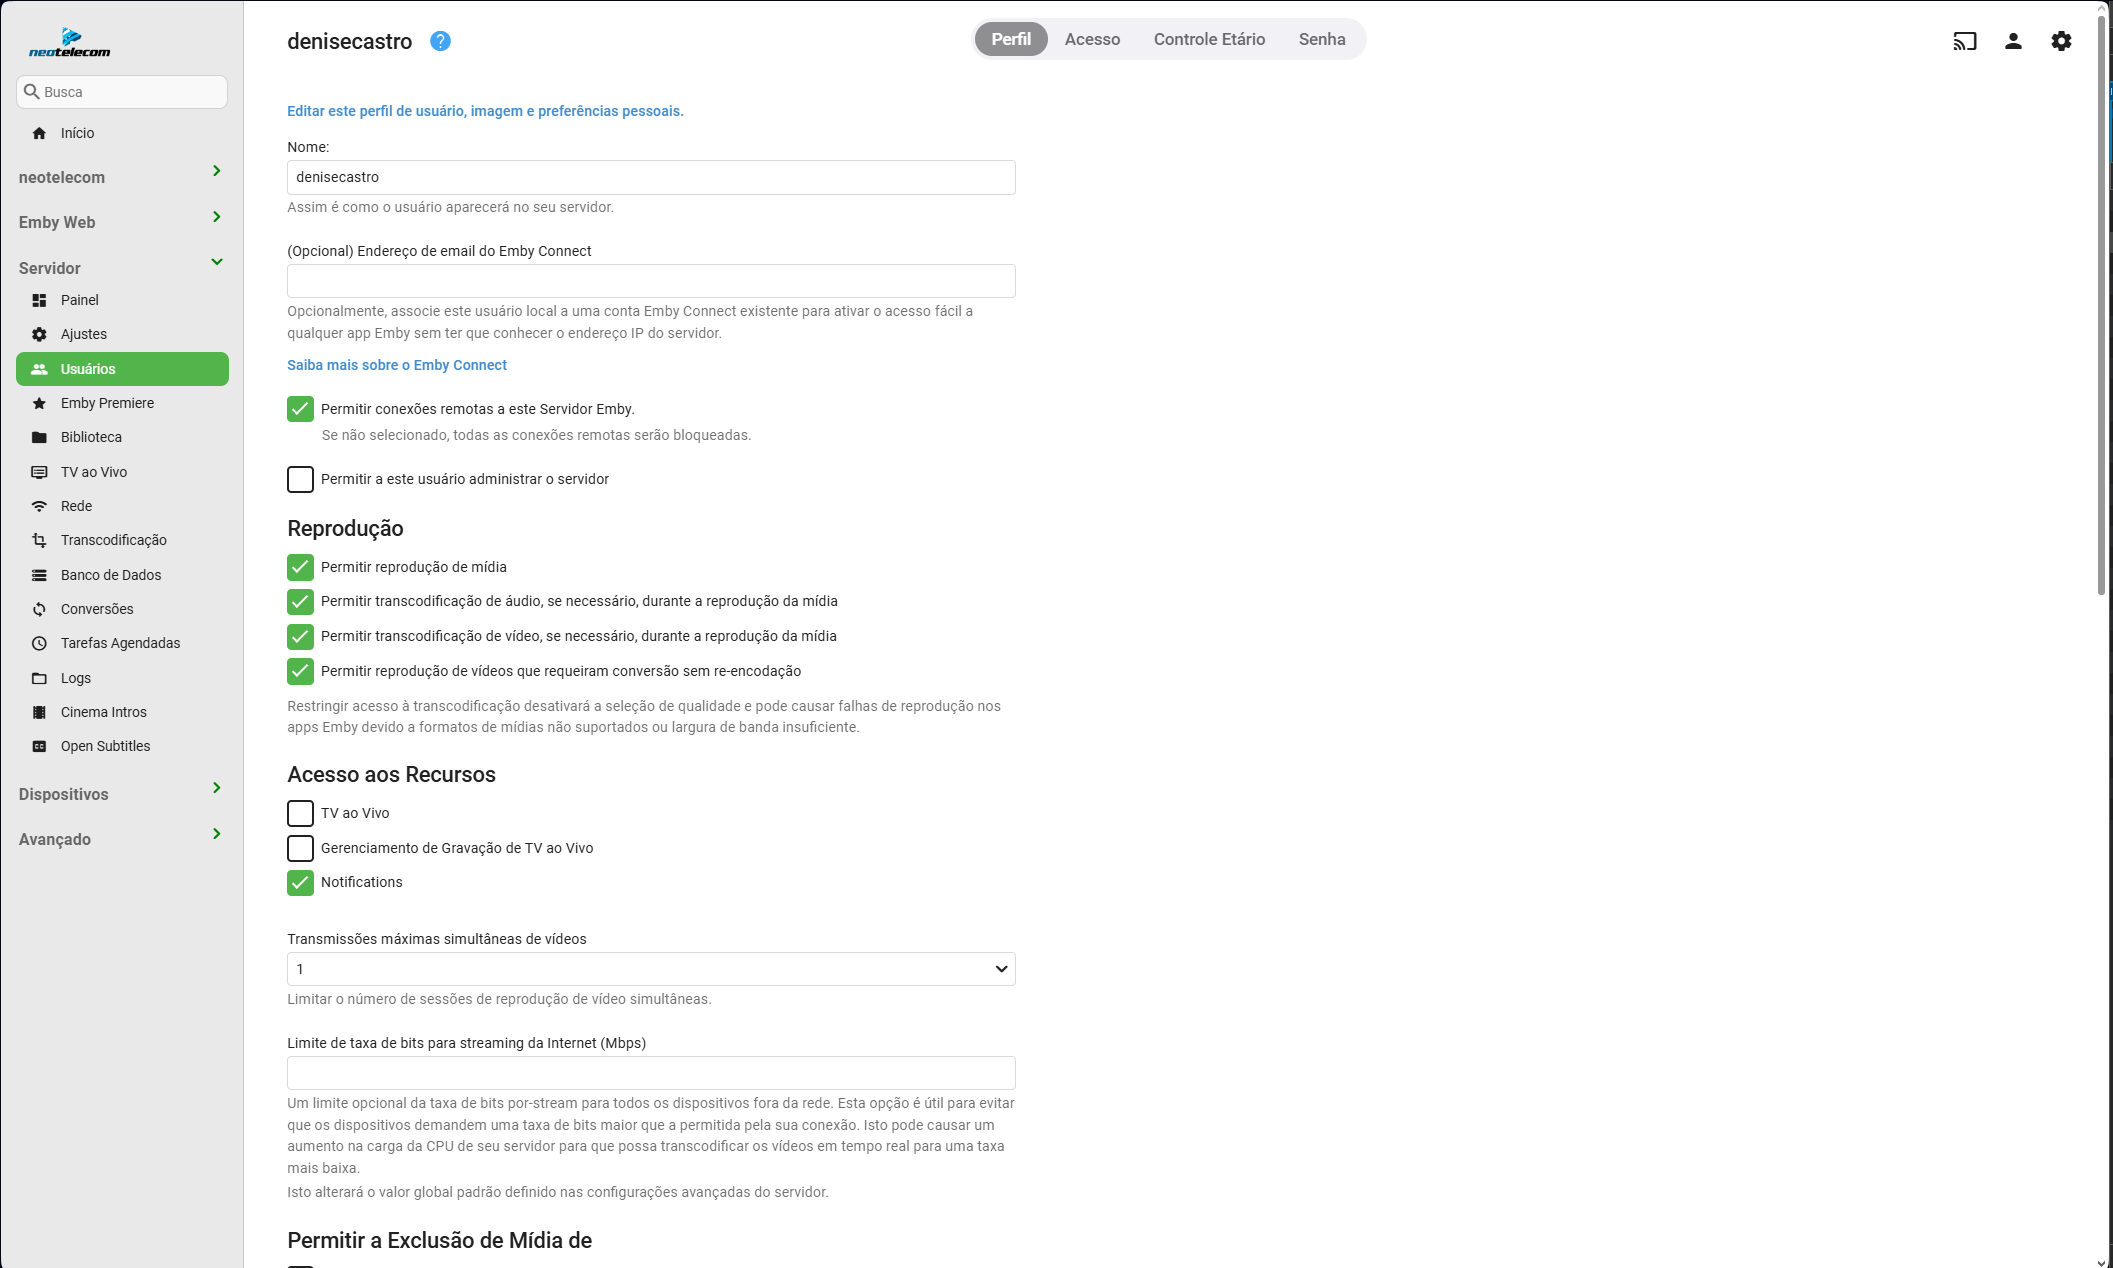 neotelecom
Busca
Início
neotelecom
Emby Web
Servidor
Painel
Ajustes
Usuários
Emby Premiere
Biblioteca
TV ao Vivo
Rede
Transcodificação
Banco de Dados
Conversões
Tarefas Agendadas
Logs
Cinema Intros
Open Subtitles
Dispositivos
Avançado
denisecastro ?
Perfil Acesso Controle Etário Senha
Editar este perfil de usuário, imagem e preferências pessoais.
Nome:
denisecastro
Assim é como o usuário aparecerá no seu servidor.
(Opcional) Endereço de email do Emby Connect
Opcionalmente, associe este usuário local a uma conta Emby Connect existente para ativar o acesso fácil a
qualquer app Emby sem ter que conhecer o endereço IP do servidor.
Saiba mais sobre o Emby Connect
Permitir conexões remotas a este Servidor Emby.
Se não selecionado, todas as conexões remotas serão bloqueadas.
Permitir a este usuário administrar o servidor
Reprodução
Permitir reprodução de mídia
Permitir transcodificação de áudio, se necessário, durante a reprodução da mídia
Permitir transcodificação de vídeo, se necessário, durante a reprodução da mídia
Permitir reprodução de vídeos que requeiram conversão sem re-encodação
Restringir acesso à transcodificação desativará a seleção de qualidade e pode causar falhas de reprodução nos
apps Emby devido a formatos de mídias não suportados ou largura de banda insuficiente.
Acesso aos Recursos
TV ao Vivo
Gerenciamento de Gravação de TV ao Vivo
Notifications
Transmissões máximas simultâneas de vídeos
1
Limitar o número de sessões de reprodução de vídeo simultâneas.
Limite de taxa de bits para streaming da Internet (Mbps)
Um limite opcional da taxa de bits por-stream para todos os dispositivos fora da rede. Esta opção é útil para evitar
que os dispositivos demandem uma taxa de bits maior que a permitida pela sua conexão. Isto pode causar um
aumento na carga da CPU de seu servidor para que possa transcodificar os vídeos em tempo real para uma taxa
mais baixa.
Isto alterará o valor global padrão definido nas configurações avançadas do servidor.
Permitir a Exclusão de Mídia de